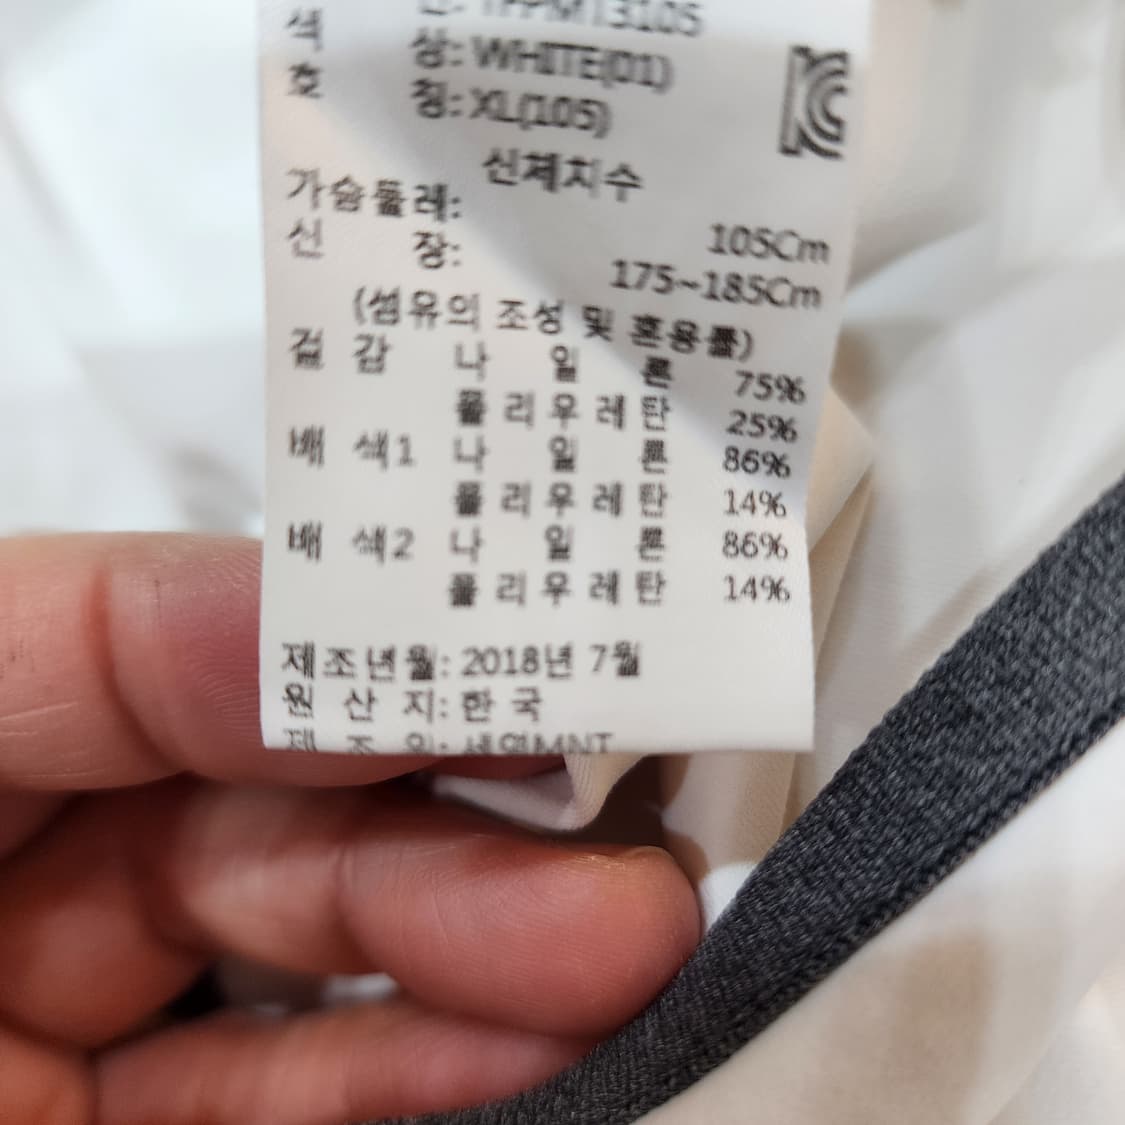 색 상: WHITE(01)
호 칭: XL(105)
신체치수
가슴둘레: 105Cm
신 장: 175~185Cm
(섬유의 조성 및 혼용률)
겉 감 나 일 론 75%
폴 리 우 레 탄 25%
배 색1 나 일 론 86%
폴 리 우 레 탄 14%
배 색2 나 일 론 86%
폴 리 우 레 탄 14%
제조년월: 2018년 7월
원 산 지: 한 국